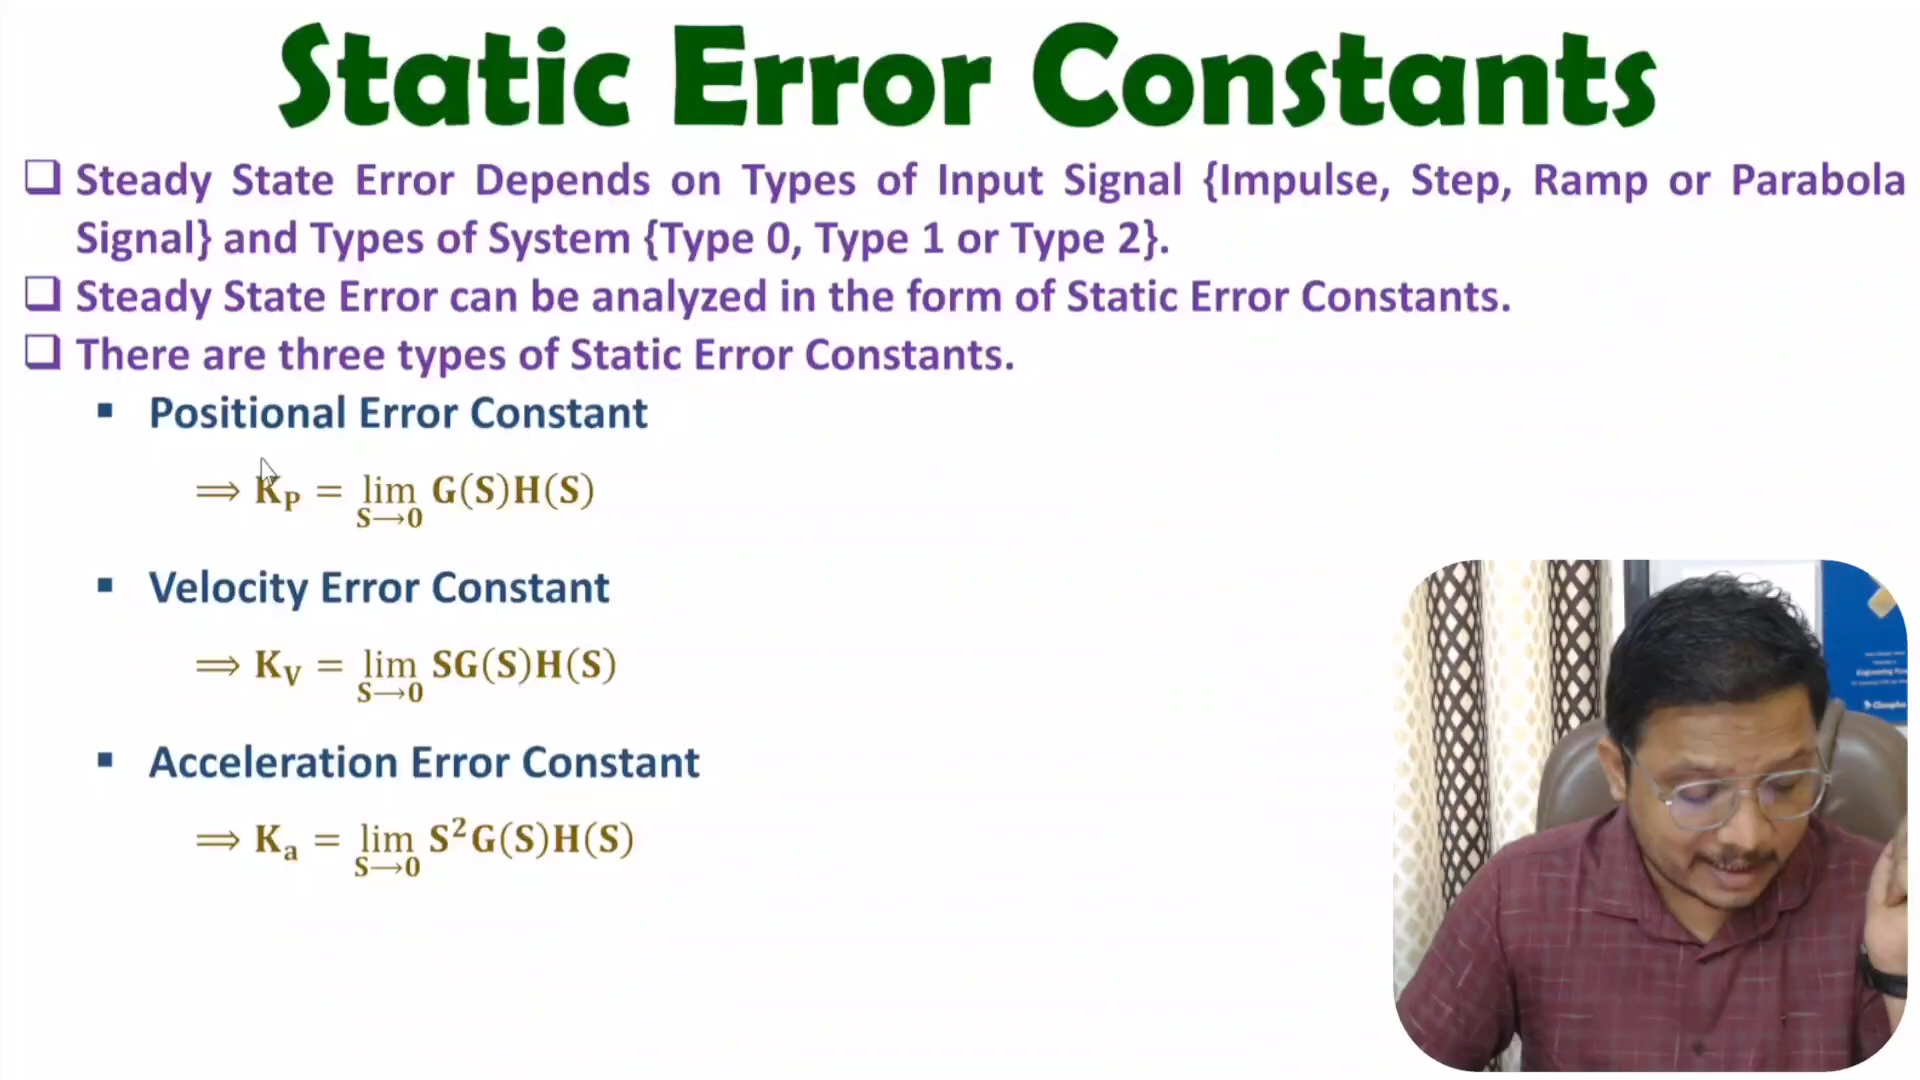 Static Error Constants
❑ Steady State Error Depends on Types of Input Signal {Impulse, Step, Ramp or Parabola
Signal} and Types of System {Type 0, Type 1 or Type 2}.
❑ Steady State Error can be analyzed in the form of Static Error Constants.
❑ There are three types of Static Error Constants.
▪ Positional Error Constant
⟹ K_P = lim_{S→0} G(S)H(S)
▪ Velocity Error Constant
⟹ K_V = lim_{S→0} SG(S)H(S)
▪ Acceleration Error Constant
⟹ K_a = lim_{S→0} S²G(S)H(S)
Engineering